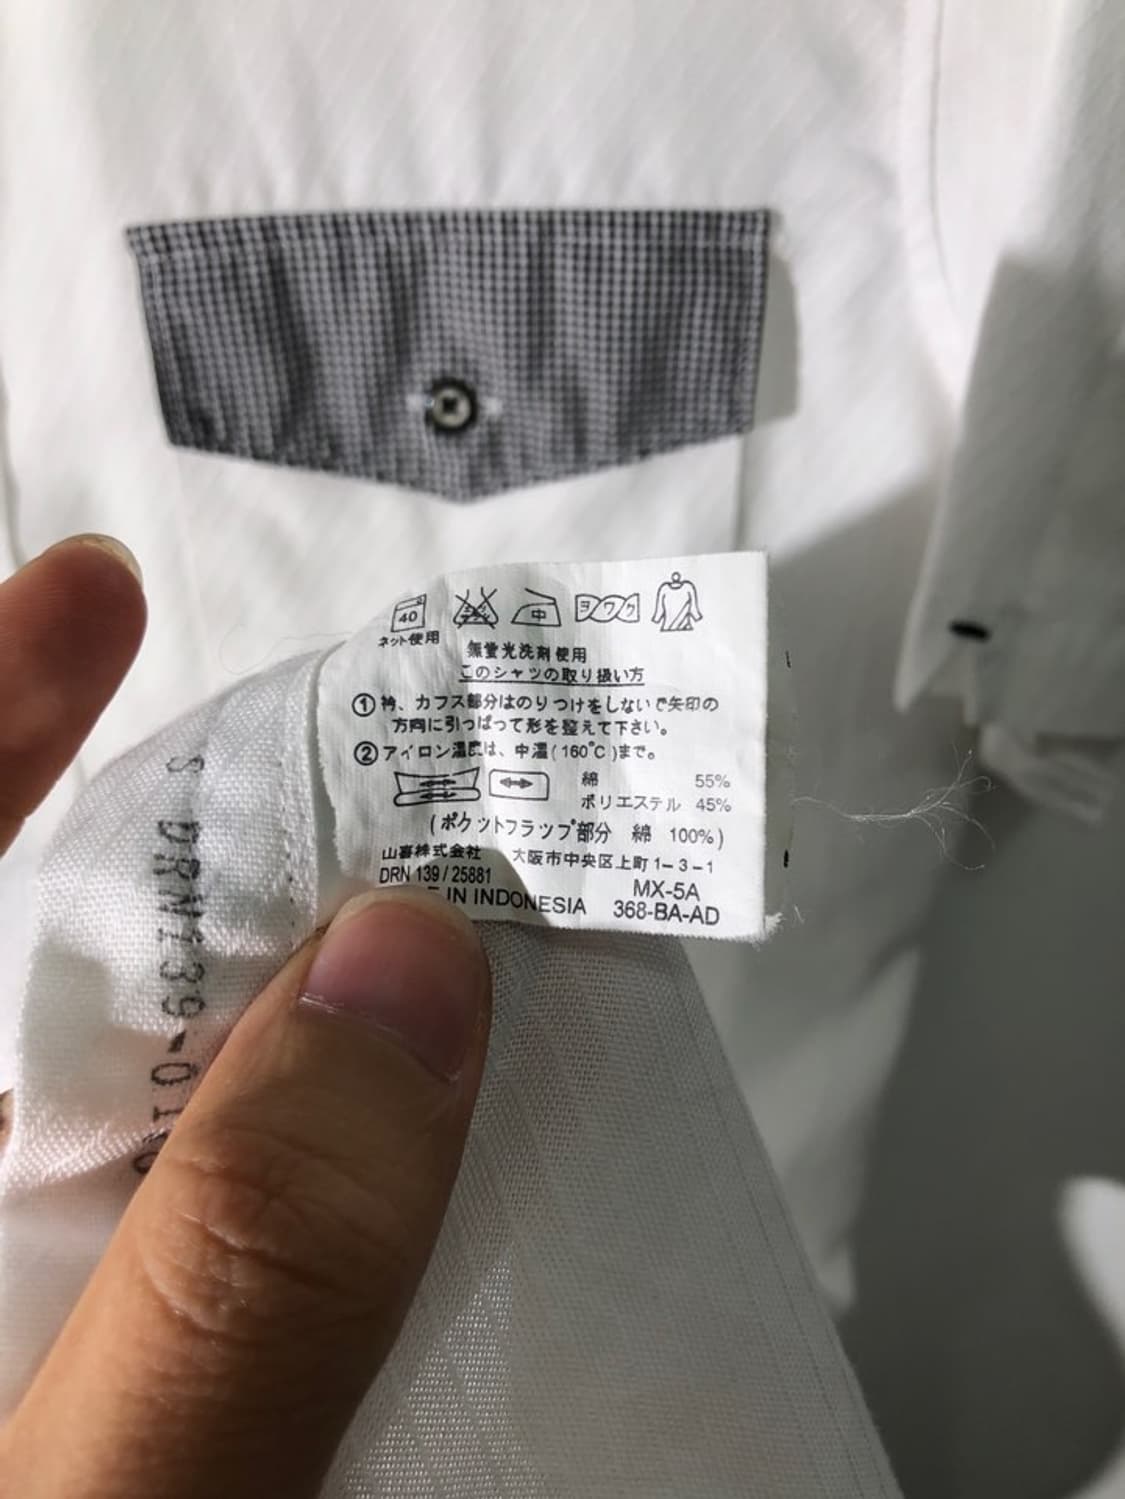 40
中
ヨワク
ネット使用
無蛍光洗剤使用
このシャツの取り扱い方
①衿、カフス部分はのりつけをしないで矢印の
方向に引っぱって形を整えて下さい。
②アイロン温度は、中温(160℃)まで。
綿 55%
ポリエステル 45%
(ポケットフラップ部分 綿 100%)
山喜株式会社 大阪市中央区上町1-3-1
DRN 139 / 25881
MX-5A
IN INDONESIA 368-BA-AD
S DRN139-01